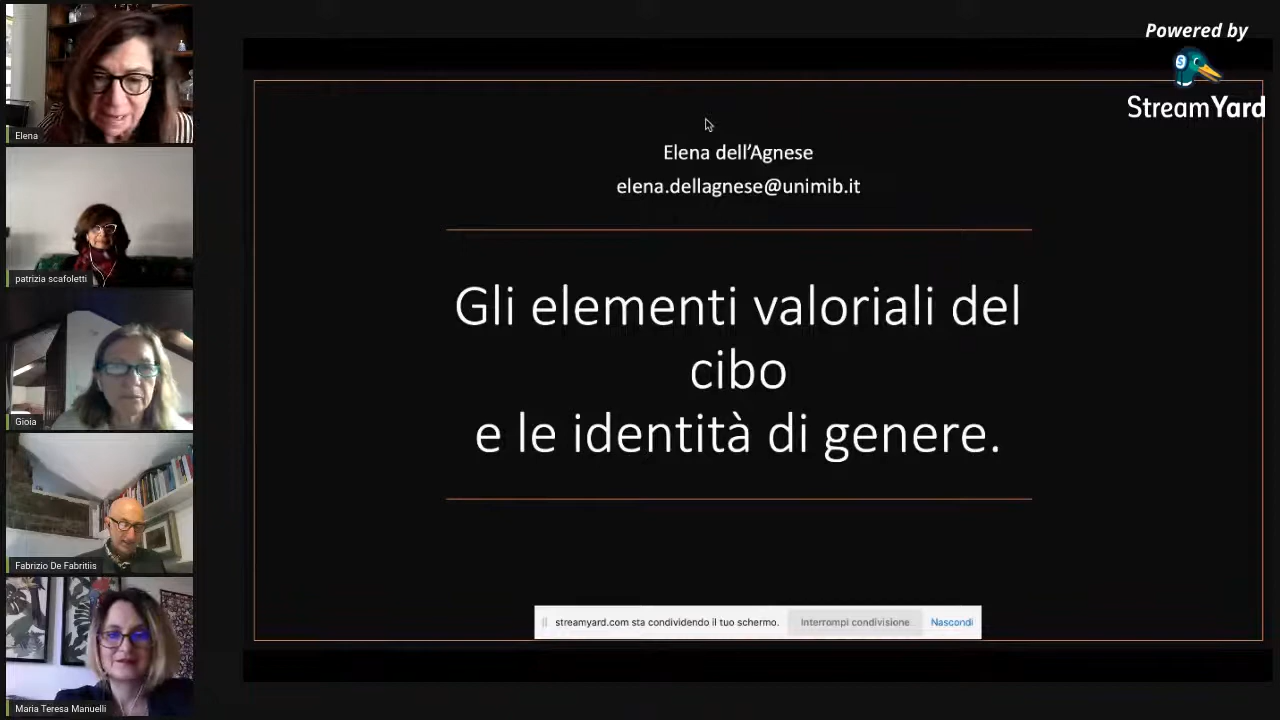 Elena
patrizia scafoletti
Gioia
Fabrizio De Fabritiis
Maria Teresa Manuelli
Powered by
StreamYard
Elena dell'Agnese
elena.dellagnese@unimib.it
Gli elementi valoriali del
cibo
e le identità di genere.
streamyard.com sta condividendo il tuo schermo.
Interrompi condivisione
Nascondi